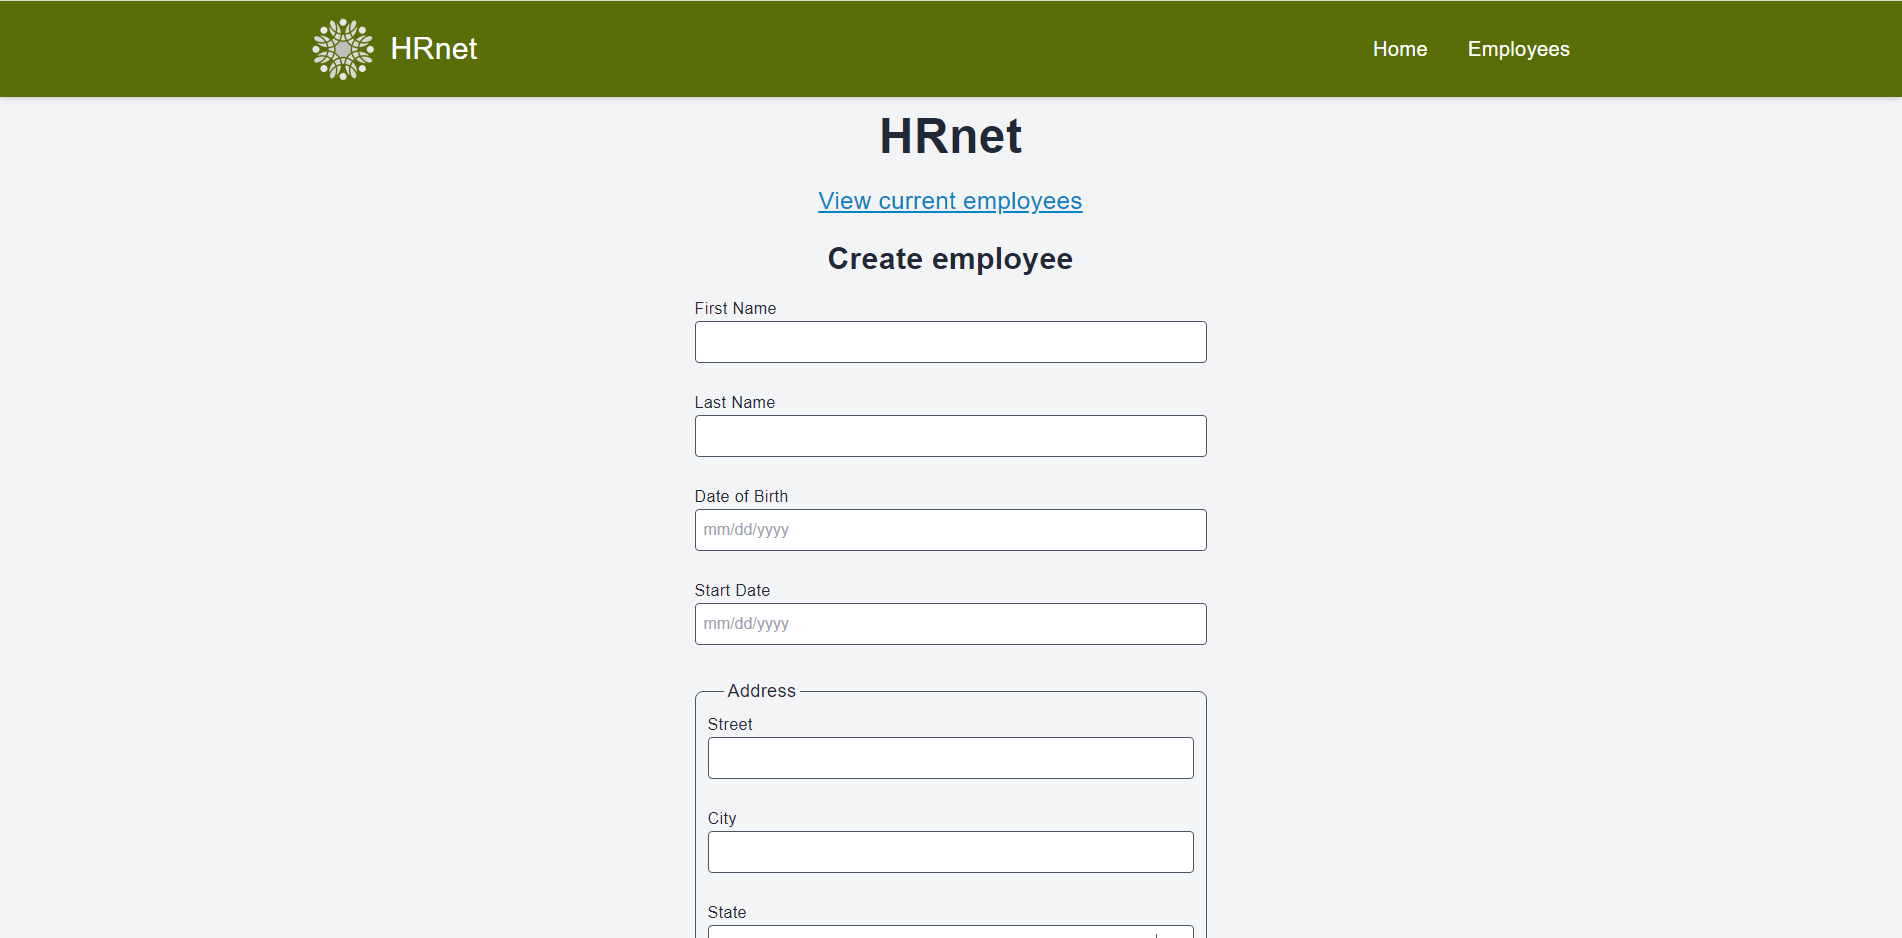 HRnet
Home
Employees
HRnet
View current employees
Create employee
First Name
Last Name
Date of Birth
mm/dd/yyyy
Start Date
mm/dd/yyyy
Address
Street
City
State